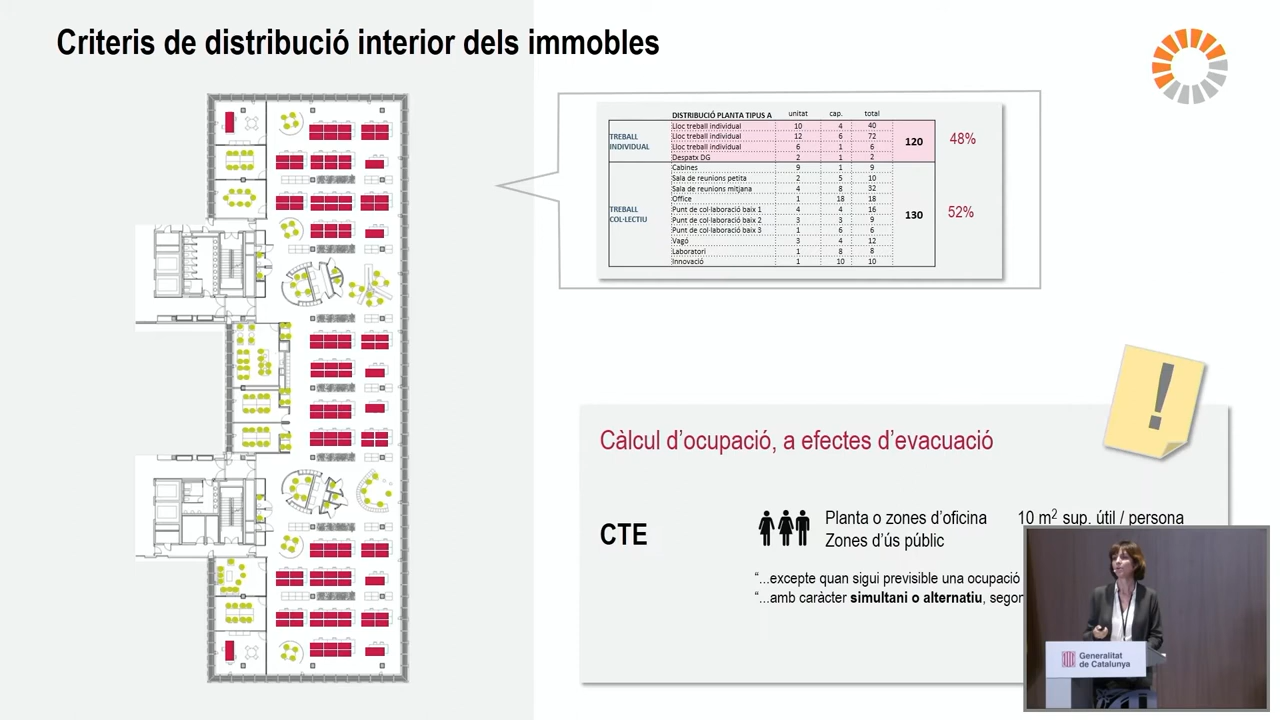 Criteris de distribució interior dels immobles
DISTRIBUCIÓ PLANTA TIPUS A unitat cap. total
TREBALL INDIVIDUAL
Lloc treball individual 10 4 40
Lloc treball individual 12 6 72
Lloc treball individual 6 1 6
Despatx DG 2 1 2
120 48%
TREBALL COL·LECTIU
Cabines 9 1 9
Sala de reunions petita 2 5 10
Sala de reunions mitjana 4 8 32
Office 1 18 18
Punt de col·laboració baix 1 4 4 16
Punt de col·laboració baix 2 3 3 9
Punt de col·laboració baix 3 1 6 6
Vagó 3 4 12
Laboratori 1 8 8
Innovació 1 10 10
130 52%
!
Càlcul d'ocupació, a efectes d'evacuació
CTE
Planta o zones d'oficina 10 m² sup. útil / persona
Zones d'ús públic
"...excepte quan sigui previsible una ocupació
"...amb caràcter simultani o alternatiu, segon
Generalitat
de Catalunya